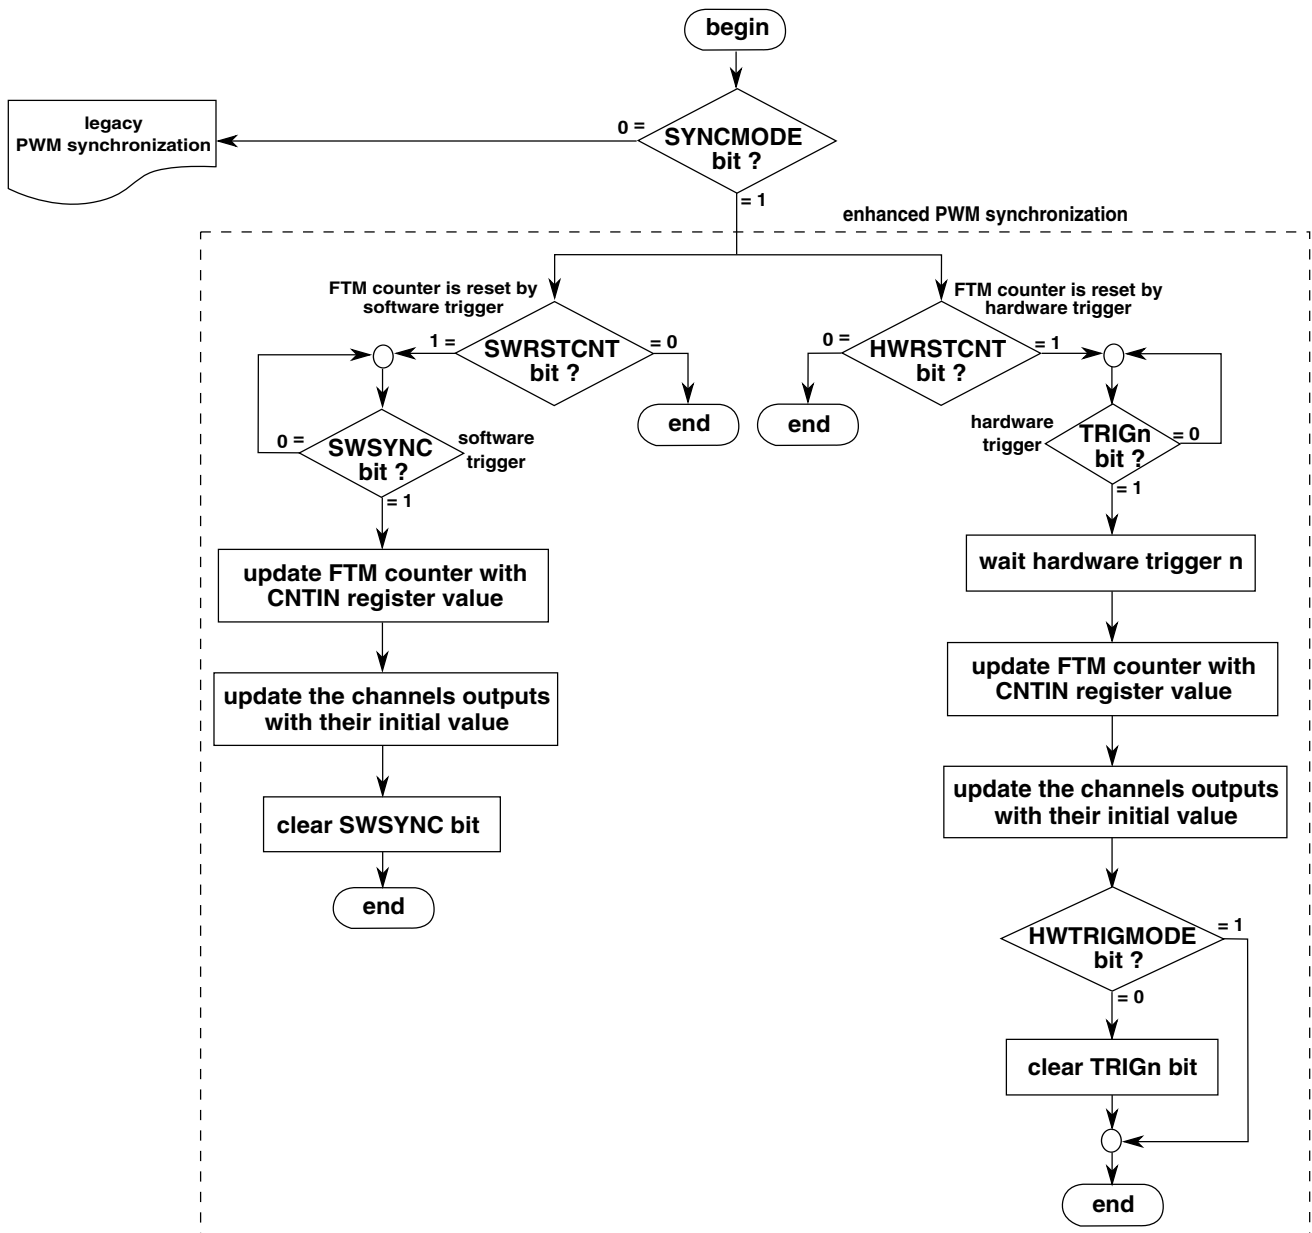 begin
legacy
PWM synchronization
0 =
SYNCMODE
bit ?
= 1
enhanced PWM synchronization
FTM counter is reset by
software trigger
FTM counter is reset by
hardware trigger
1 =
SWRSTCNT
bit ?
= 0
0 =
HWRSTCNT
bit ?
= 1
end
end
0 =
SWSYNC
bit ?
software
trigger
= 1
hardware
trigger
TRIGn
bit ?
= 0
= 1
update FTM counter with
CNTIN register value
wait hardware trigger n
update the channels outputs
with their initial value
update FTM counter with
CNTIN register value
clear SWSYNC bit
update the channels outputs
with their initial value
end
HWTRIGMODE
bit ?
= 1
= 0
clear TRIGn bit
end